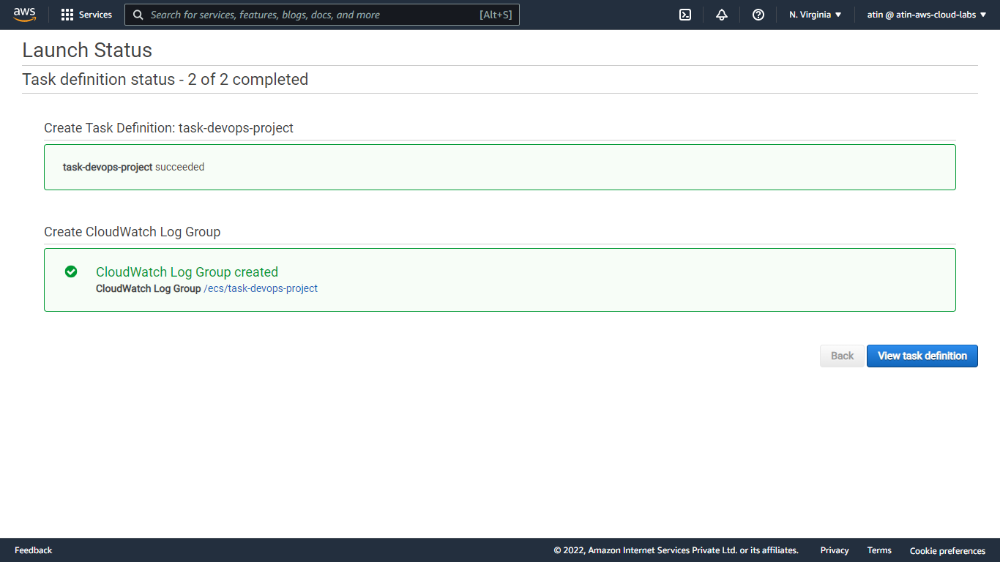 aws Services Search for services, features, blogs, docs, and more [Alt+S] N. Virginia ▼ atin @ atin-aws-cloud-labs ▼
Launch Status
Task definition status - 2 of 2 completed
Create Task Definition: task-devops-project
task-devops-project succeeded
Create CloudWatch Log Group
CloudWatch Log Group created
CloudWatch Log Group /ecs/task-devops-project
Back View task definition
Feedback © 2022, Amazon Internet Services Private Ltd. or its affiliates. Privacy Terms Cookie preferences